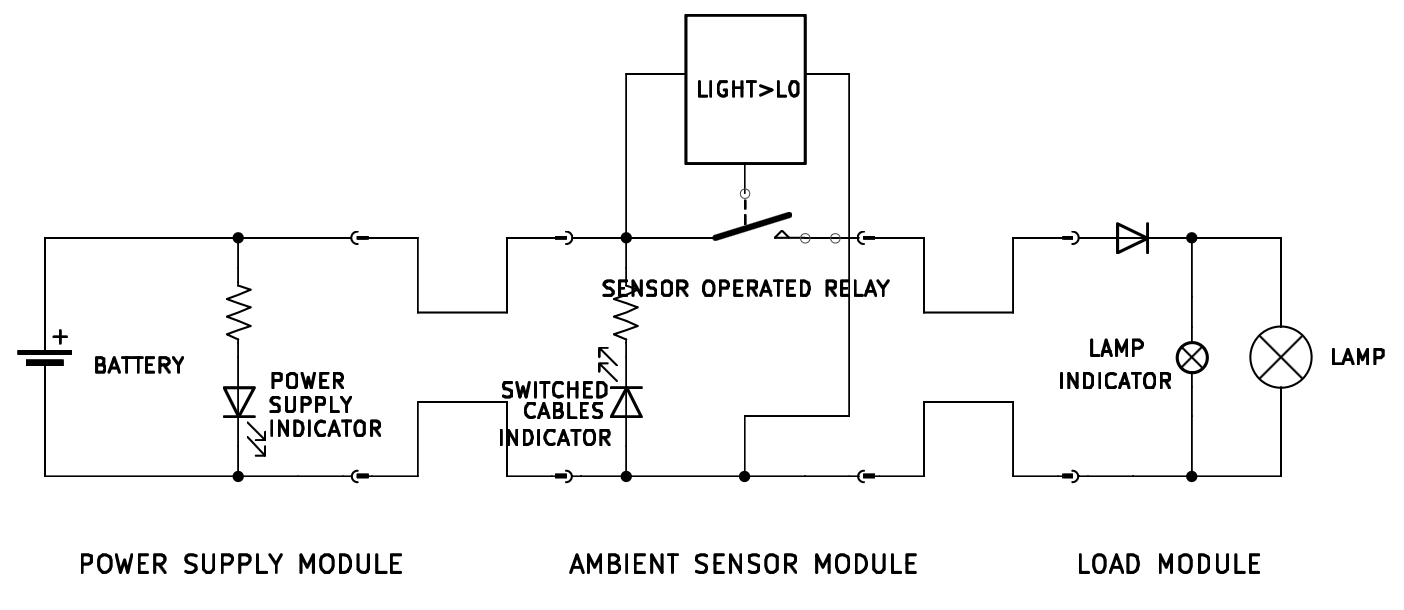 LIGHT>LO
SENSOR OPERATED RELAY
+
BATTERY
POWER
SUPPLY
INDICATOR
SWITCHED
CABLES
INDICATOR
LAMP
INDICATOR
LAMP
POWER SUPPLY MODULE
AMBIENT SENSOR MODULE
LOAD MODULE